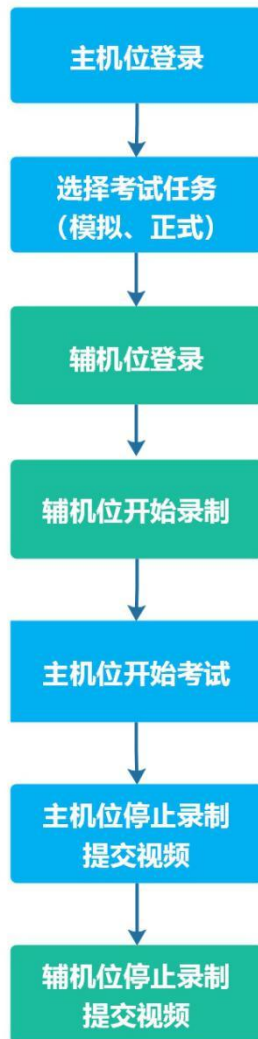 主机位登录
选择考试任务
（模拟、正式）
辅机位登录
辅机位开始录制
主机位开始考试
主机位停止录制
提交视频
辅机位停止录制
提交视频